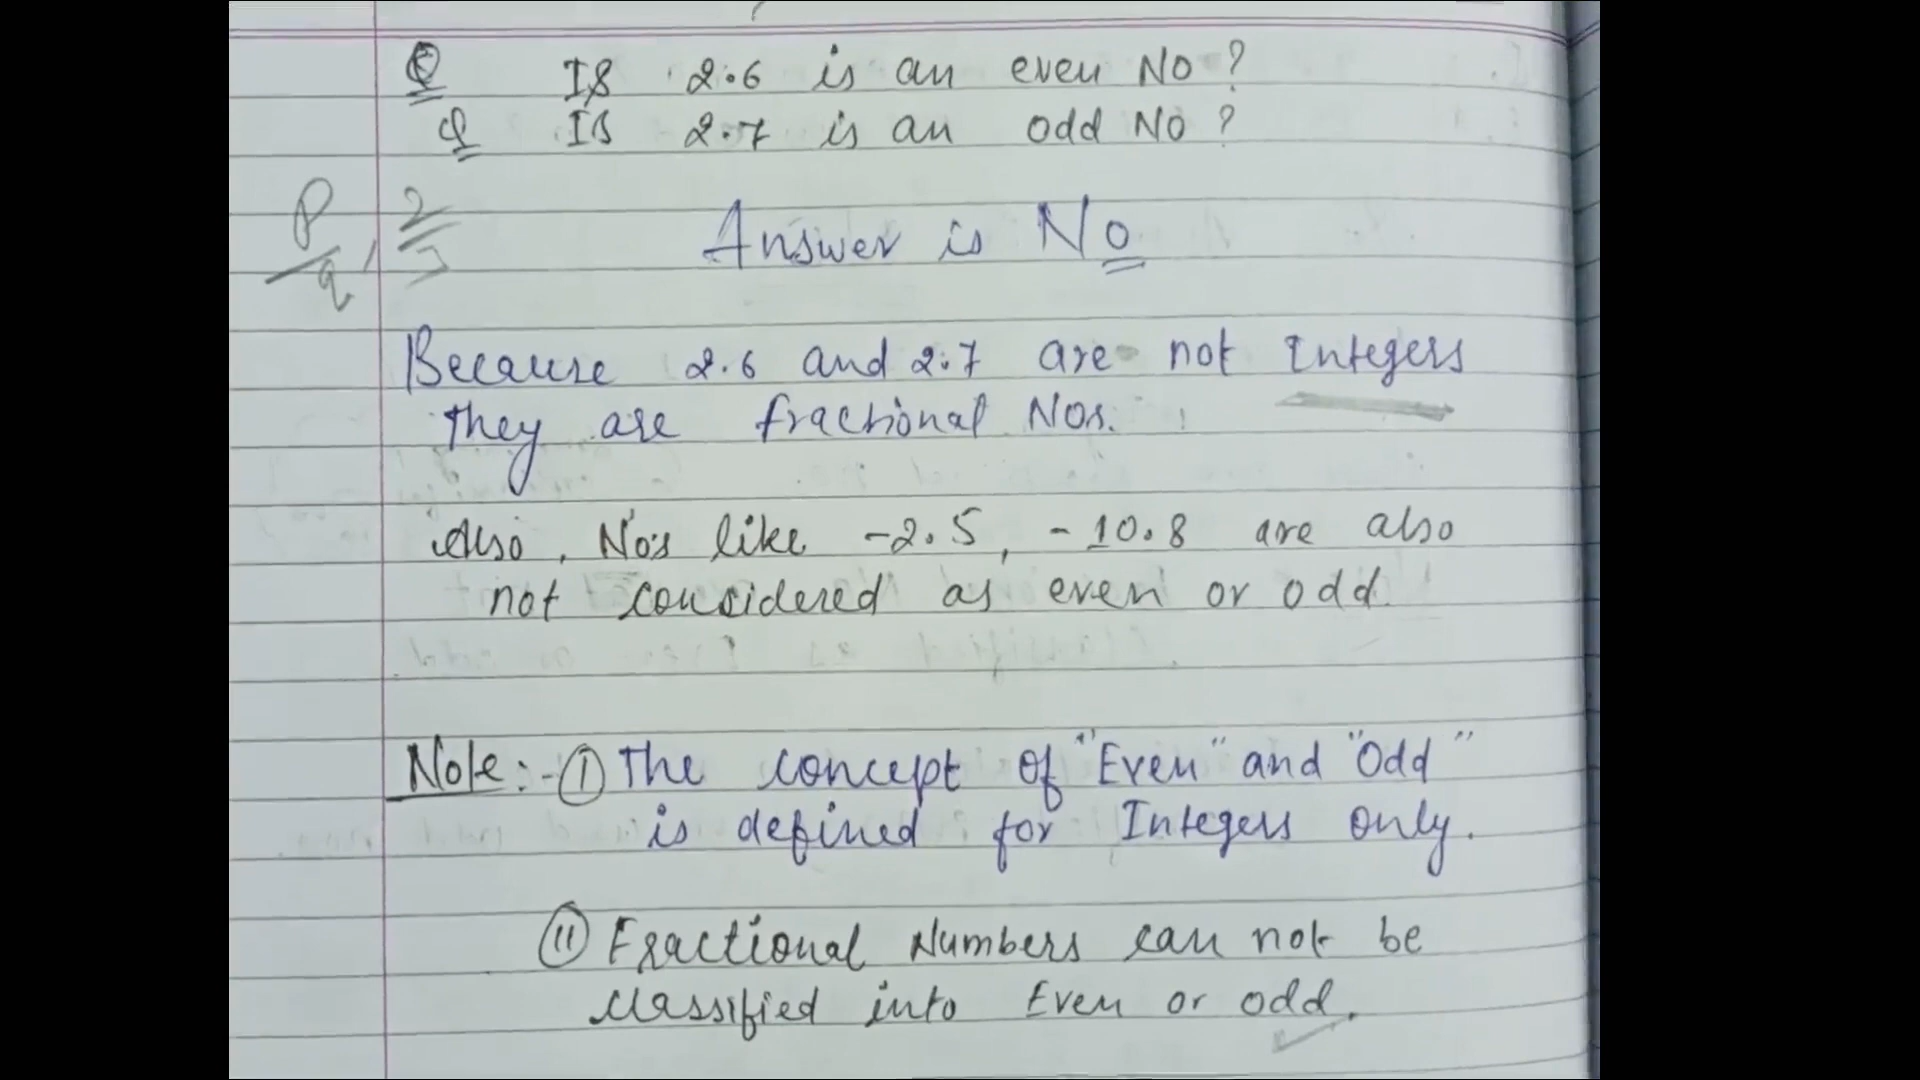 Q IS 2.6 is an even No?
Q IS 2.7 is an odd No?
P/q, 2/
Answer is No
Because 2.6 and 2.7 are not Integers
They are fractional Nos.
Also, No's like -2.5, -10.8 are also
not considered as even or odd.
Note:- (I) The concept of "Even" and "Odd"
is defined for Integers only.
(II) Fractional Numbers can not be
classified into Even or odd.